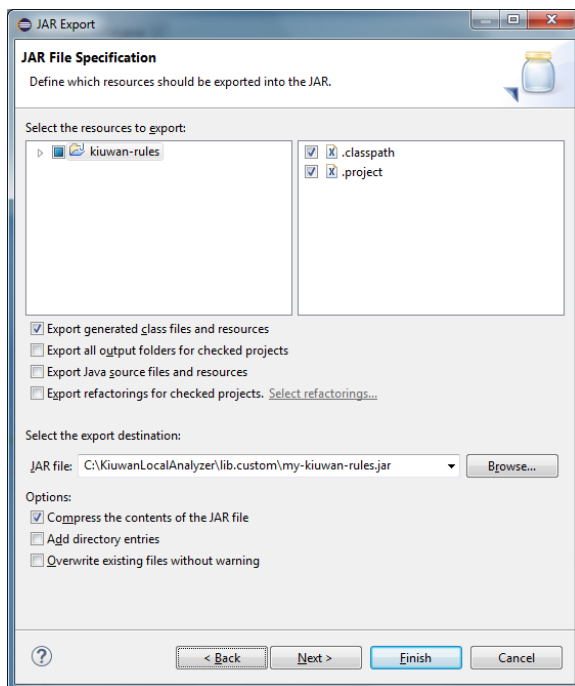 JAR Export
JAR File Specification
Define which resources should be exported into the JAR.
Select the resources to export:
kiuwan-rules
.classpath
.project
Export generated class files and resources
Export all output folders for checked projects
Export Java source files and resources
Export refactorings for checked projects. Select refactorings...
Select the export destination:
JAR file: C:\KiuwanLocalAnalyzer\lib.custom\my-kiuwan-rules.jar Browse...
Options:
Compress the contents of the JAR file
Add directory entries
Overwrite existing files without warning
? < Back Next > Finish Cancel